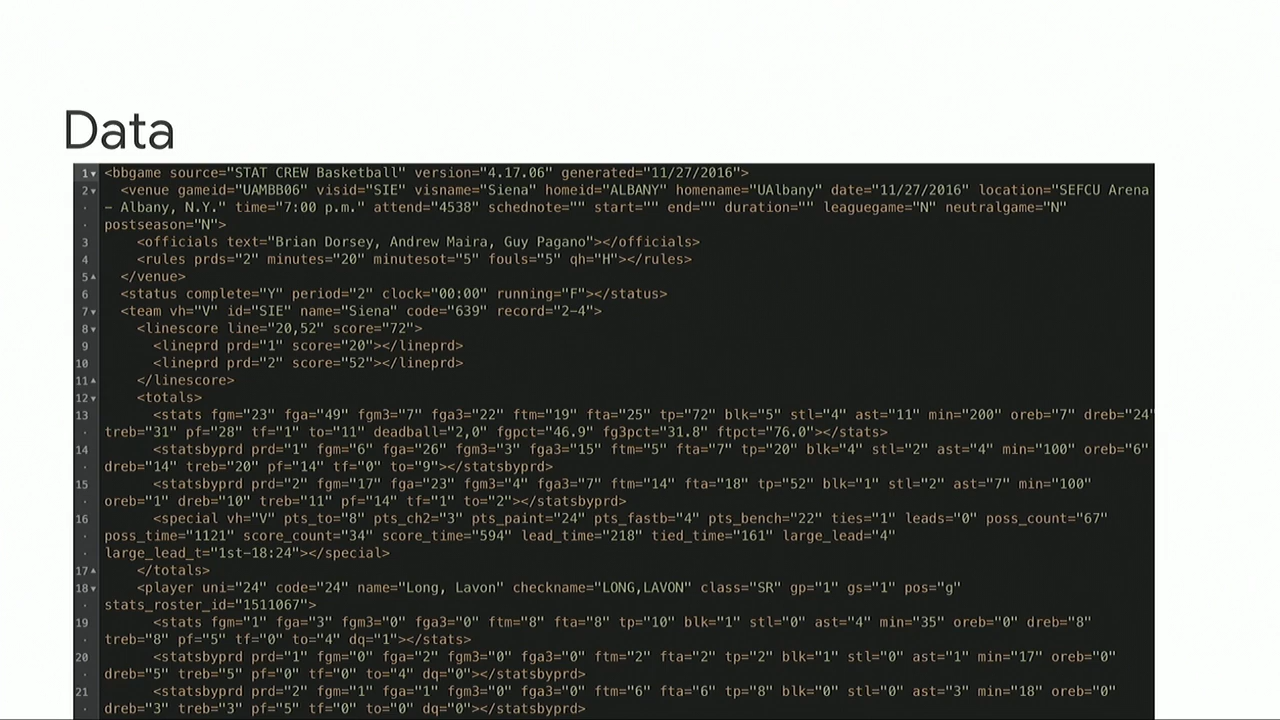 Data
1 <bbgame source="STAT CREW Basketball" version="4.17.06" generated="11/27/2016">
2 <venue gameid="UAMBB06" visid="SIE" visname="Siena" homeid="ALBANY" homename="UAlbany" date="11/27/2016" location="SEFCU Arena
– Albany, N.Y." time="7:00 p.m." attend="4538" schednote="" start="" end="" duration="" leaguegame="N" neutralgame="N"
postseason="N">
3 <officials text="Brian Dorsey, Andrew Maira, Guy Pagano"></officials>
4 <rules prds="2" minutes="20" minutesot="5" fouls="5" qh="H"></rules>
5 </venue>
6 <status complete="Y" period="2" clock="00:00" running="F"></status>
7 <team vh="V" id="SIE" name="Siena" code="639" record="2-4">
8 <linescore line="20,52" score="72">
9 <lineprd prd="1" score="20"></lineprd>
10 <lineprd prd="2" score="52"></lineprd>
11 </linescore>
12 <totals>
13 <stats fgm="23" fga="49" fgm3="7" fga3="22" ftm="19" fta="25" tp="72" blk="5" stl="4" ast="11" min="200" oreb="7" dreb="24"
treb="31" pf="28" tf="1" to="11" deadball="2,0" fgpct="46.9" fg3pct="31.8" ftpct="76.0"></stats>
14 <statsbyprd prd="1" fgm="6" fga="26" fgm3="3" fga3="15" ftm="5" fta="7" tp="20" blk="4" stl="2" ast="4" min="100" oreb="6"
dreb="14" treb="20" pf="14" tf="0" to="9"></statsbyprd>
15 <statsbyprd prd="2" fgm="17" fga="23" fgm3="4" fga3="7" ftm="14" fta="18" tp="52" blk="1" stl="2" ast="7" min="100"
oreb="1" dreb="10" treb="11" pf="14" tf="1" to="2"></statsbyprd>
16 <special vh="V" pts_to="8" pts_ch2="3" pts_paint="24" pts_fastb="4" pts_bench="22" ties="1" leads="0" poss_count="67"
poss_time="1121" score_count="34" score_time="594" lead_time="218" tied_time="161" large_lead="4"
large_lead_t="1st-18:24"></special>
17 </totals>
18 <player uni="24" code="24" name="Long, Lavon" checkname="LONG,LAVON" class="SR" gp="1" gs="1" pos="g"
stats_roster_id="1511067">
19 <stats fgm="1" fga="3" fgm3="0" fga3="0" ftm="8" fta="8" tp="10" blk="1" stl="0" ast="4" min="35" oreb="0" dreb="8"
treb="8" pf="5" tf="0" to="4" dq="1"></stats>
20 <statsbyprd prd="1" fgm="0" fga="2" fgm3="0" fga3="0" ftm="2" fta="2" tp="2" blk="1" stl="0" ast="1" min="17" oreb="0"
dreb="5" treb="5" pf="0" tf="0" to="4" dq="0"></statsbyprd>
21 <statsbyprd prd="2" fgm="1" fga="1" fgm3="0" fga3="0" ftm="6" fta="6" tp="8" blk="0" stl="0" ast="3" min="18" oreb="0"
dreb="3" treb="3" pf="5" tf="0" to="0" dq="0"></statsbyprd>